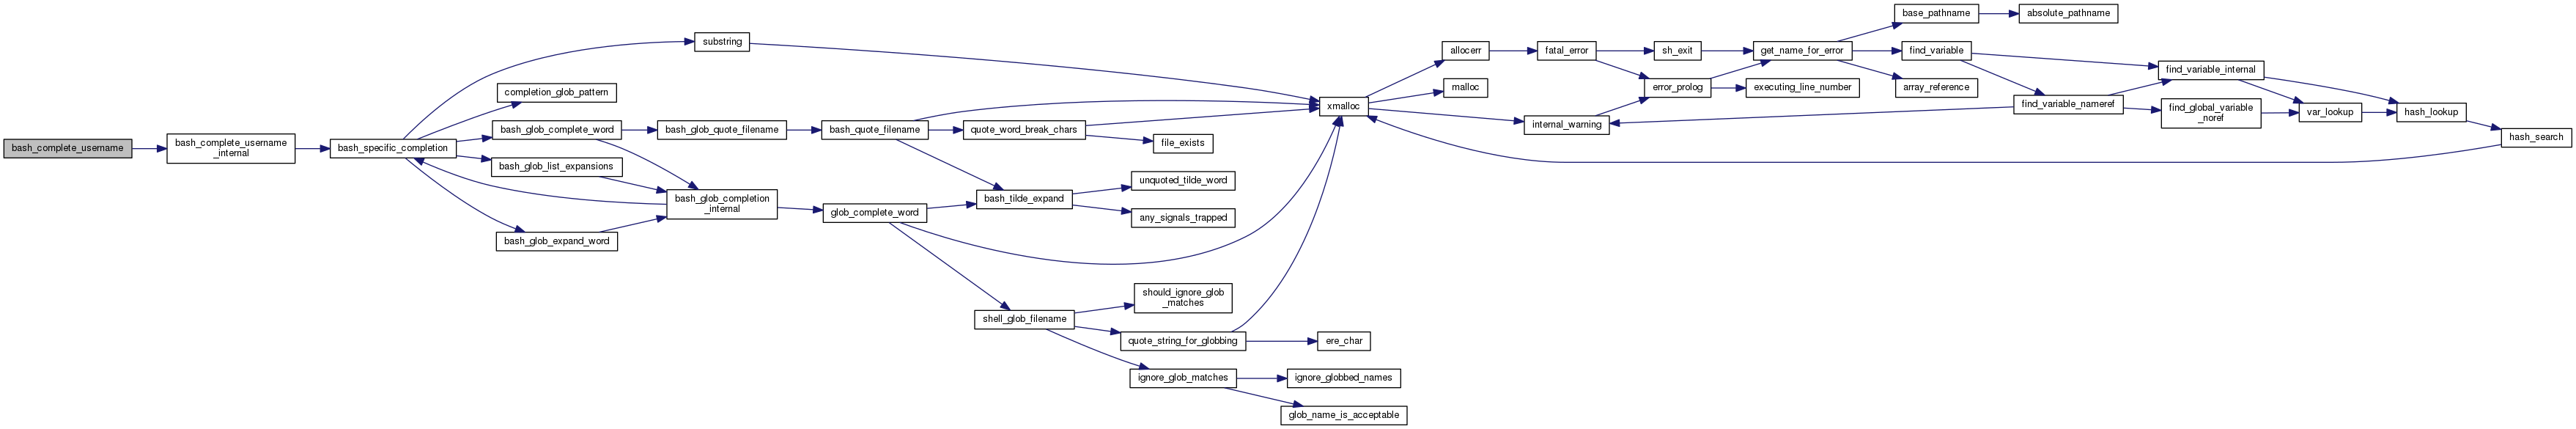 bash_complete_username
bash_complete_username
_internal
bash_specific_completion
substring
completion_glob_pattern
bash_glob_complete_word
bash_glob_list_expansions
bash_glob_expand_word
bash_glob_quote_filename
bash_glob_completion
_internal
bash_quote_filename
glob_complete_word
quote_word_break_chars
bash_tilde_expand
shell_glob_filename
file_exists
unquoted_tilde_word
any_signals_trapped
should_ignore_glob
_matches
quote_string_for_globbing
ignore_glob_matches
xmalloc
ere_char
ignore_globbed_names
glob_name_is_acceptable
allocerr
malloc
internal_warning
fatal_error
sh_exit
error_prolog
get_name_for_error
executing_line_number
base_pathname
find_variable
array_reference
absolute_pathname
find_variable_nameref
find_variable_internal
find_global_variable
_noref
var_lookup
hash_lookup
hash_search